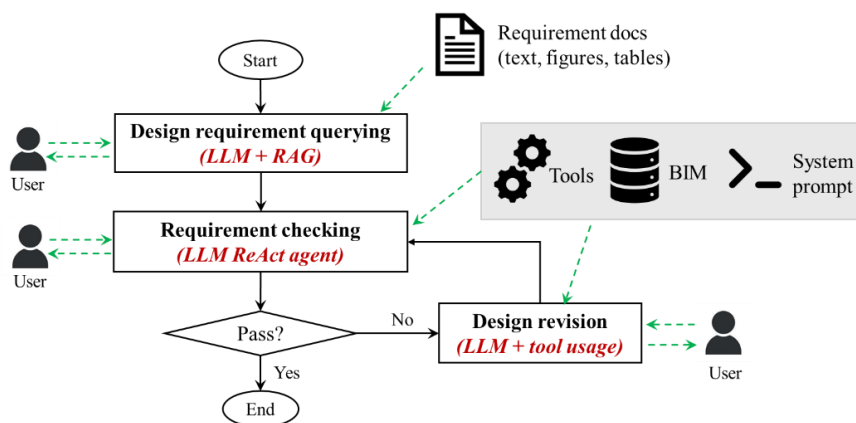 Requirement docs
(text, figures, tables)
Start
Design requirement querying
(LLM + RAG)
User
Tools
BIM
System
prompt
Requirement checking
(LLM ReAct agent)
User
Pass?
No
Design revision
(LLM + tool usage)
User
Yes
End